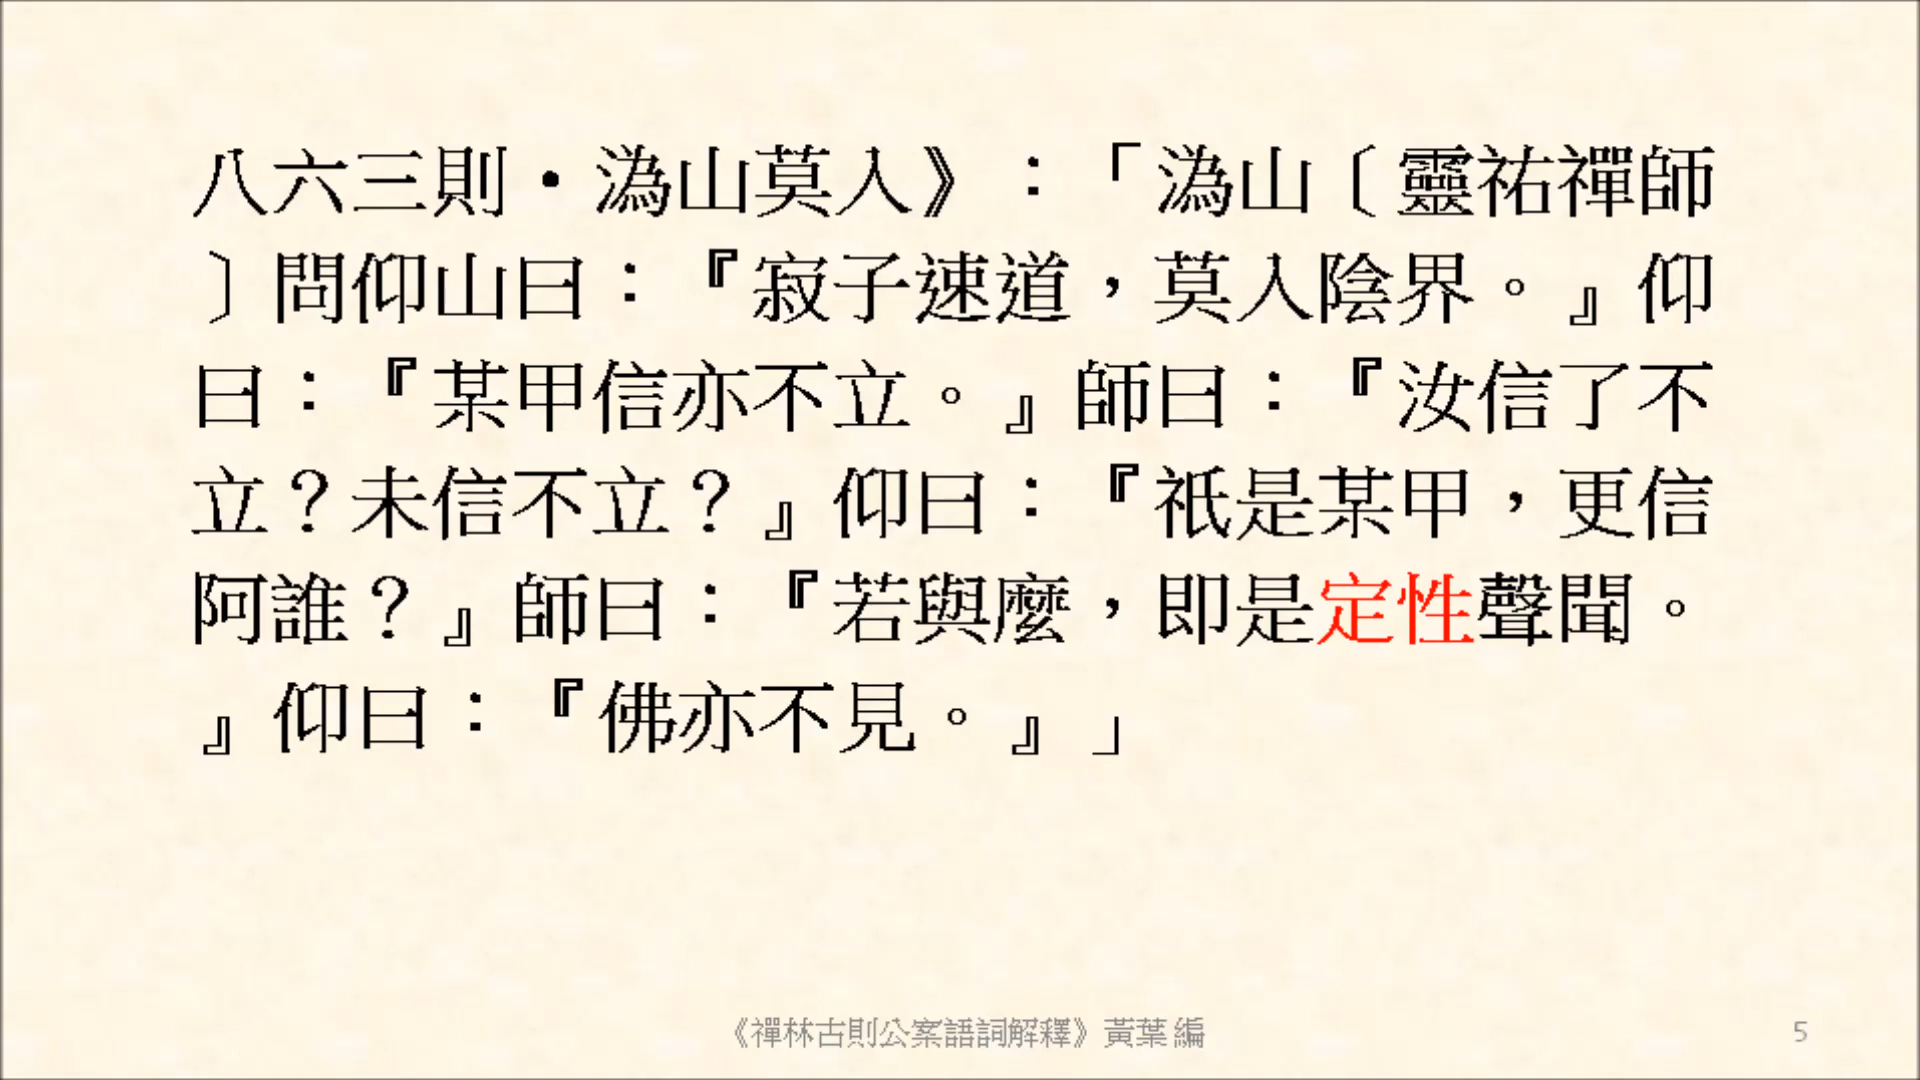 八六三則‧溈山莫入》：「溈山〔靈祐禪師
〕問仰山曰：『寂子速道，莫入陰界。』仰
曰：『某甲信亦不立。』師曰：『汝信了不
立？未信不立？』仰曰：『祇是某甲，更信
阿誰？』師曰：『若與麼，即是定性聲聞。
』仰曰：『佛亦不見。』」
《禪林古則公案語詞解釋》黃葉 編
5